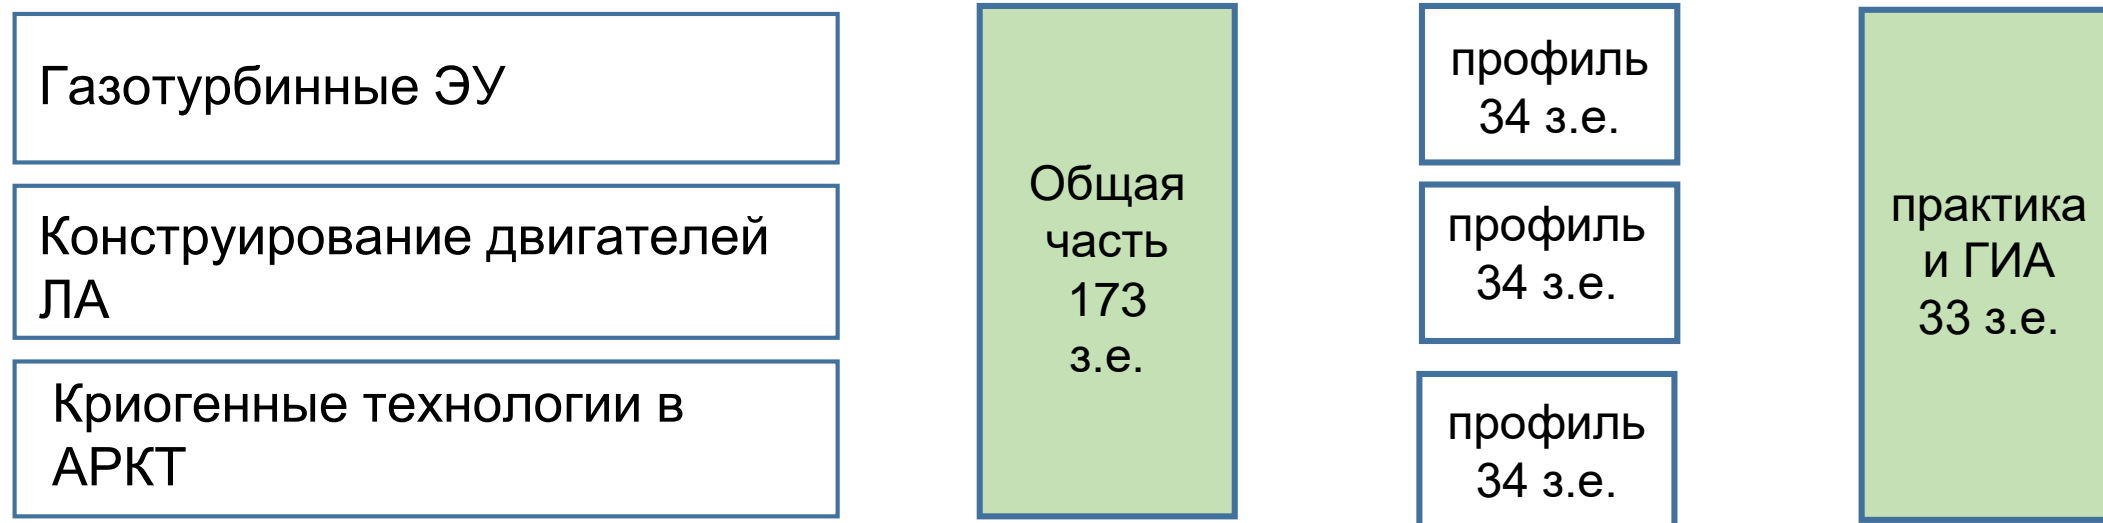 Газотурбинные ЭУ
Конструирование двигателей
ЛА
Криогенные технологии в
АРКТ
Общая
часть
173
з.е.
профиль
34 з.е.
профиль
34 з.е.
профиль
34 з.е.
практика
и ГИА
33 з.е.